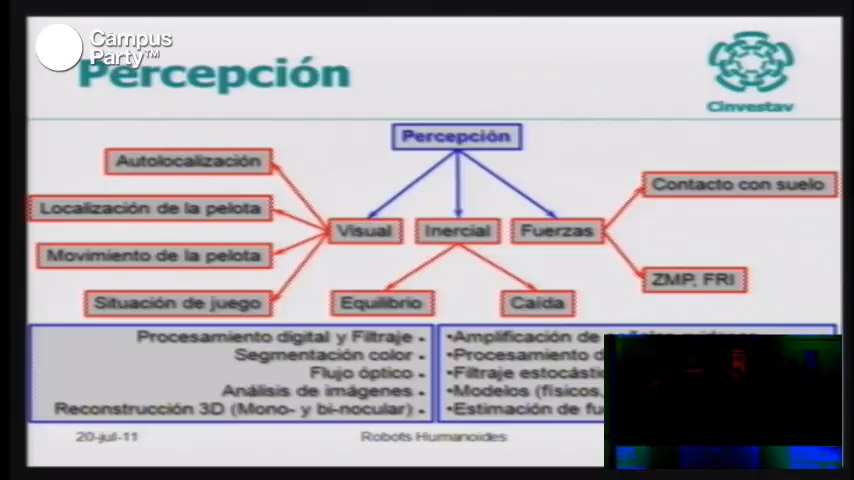 Campus
Party™
Percepción
Cinvestav
Percepción
Autolocalización
Contacto con suelo
Localización de la pelota
Visual
Inercial
Fuerzas
Movimiento de la pelota
ZMP, FRI
Situación de juego
Equilibrio
Caída
Procesamiento digital y Filtraje •
Segmentación color •
Flujo óptico •
Análisis de imágenes •
Reconstrucción 3D (Mono- y bi-nocular) •
•Amplificación de
•Procesamiento
•Filtraje
•Modelos (físicos,
•Estimación de
20-jul-11
Robots Humanoides